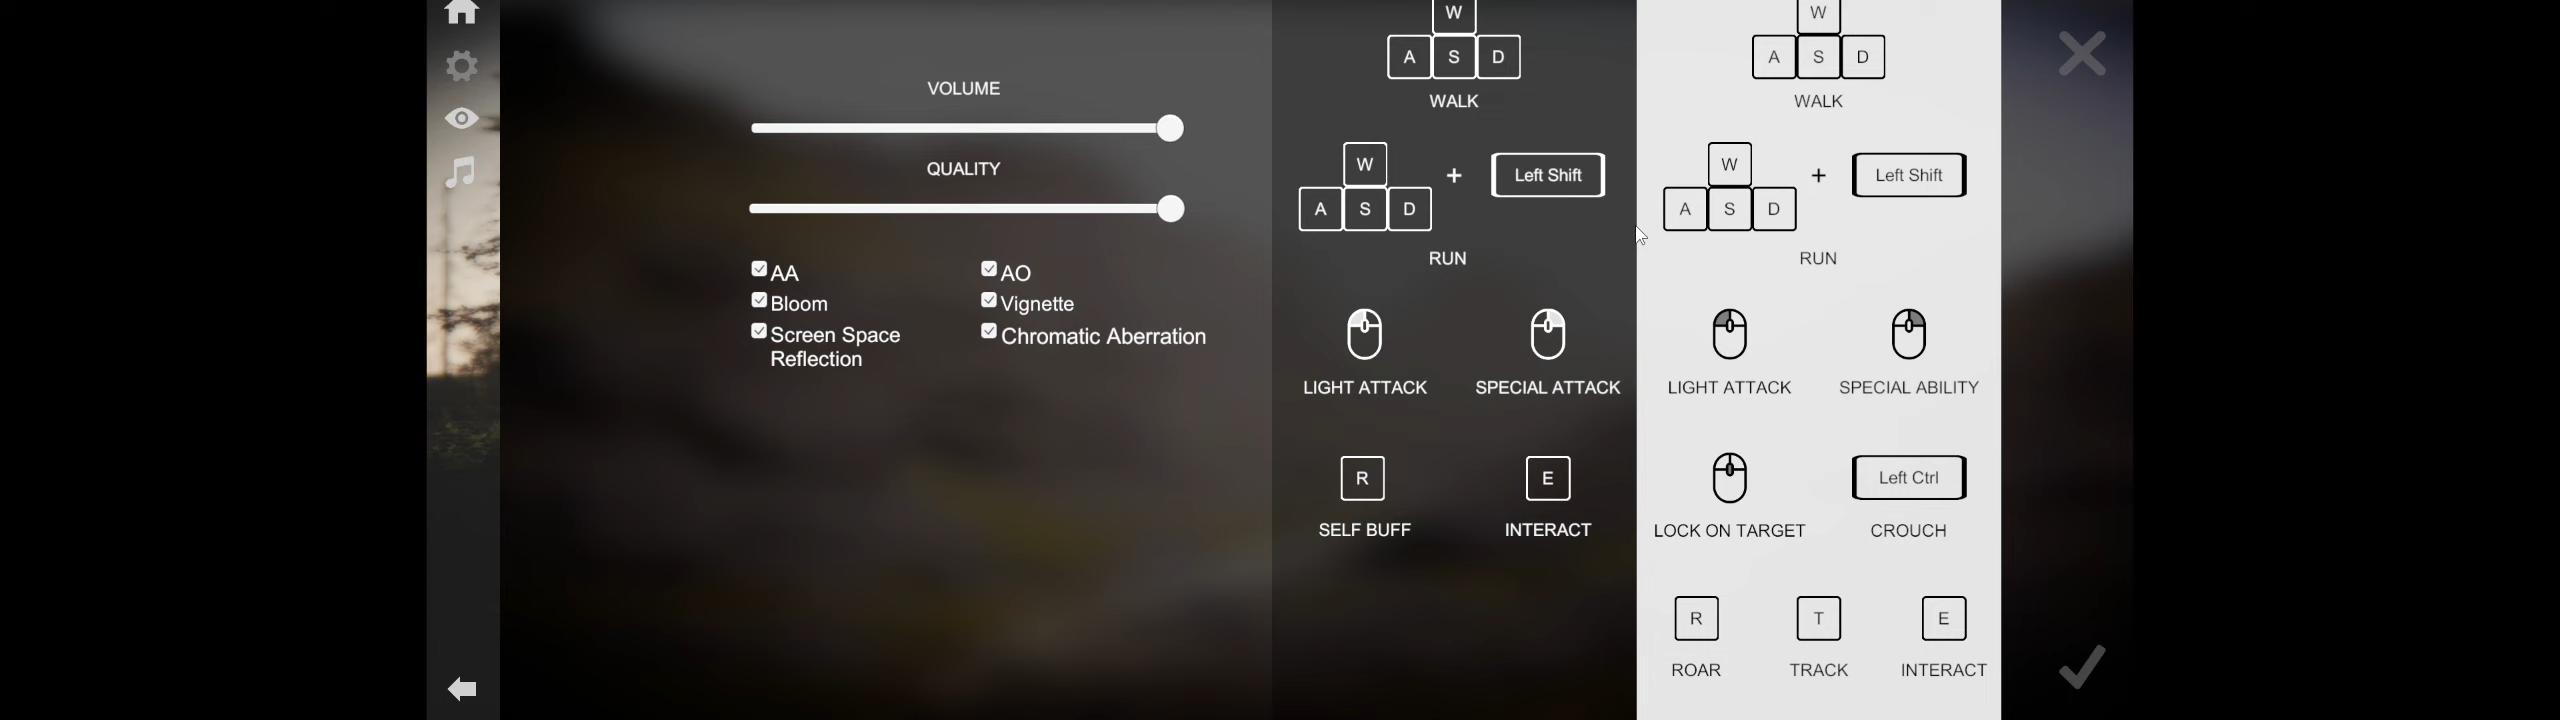 VOLUME
QUALITY
AA
AO
Bloom
Vignette
Screen Space
Reflection
Chromatic Aberration
W
A S D
WALK
W
A S D
+ Left Shift
RUN
LIGHT ATTACK
SPECIAL ATTACK
R
E
SELF BUFF
INTERACT
W
A S D
WALK
W
A S D
+ Left Shift
RUN
LIGHT ATTACK
SPECIAL ABILITY
Left Ctrl
LOCK ON TARGET
CROUCH
R
T
E
ROAR
TRACK
INTERACT